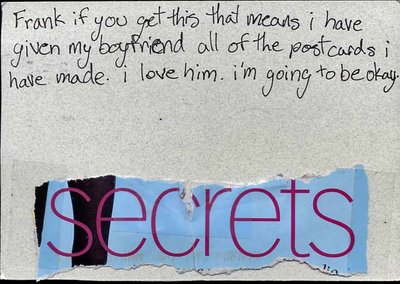 Frank if you get this that means i have
given my boyfriend all of the postcards i
have made. i love him. i'm going to be okay.
secrets